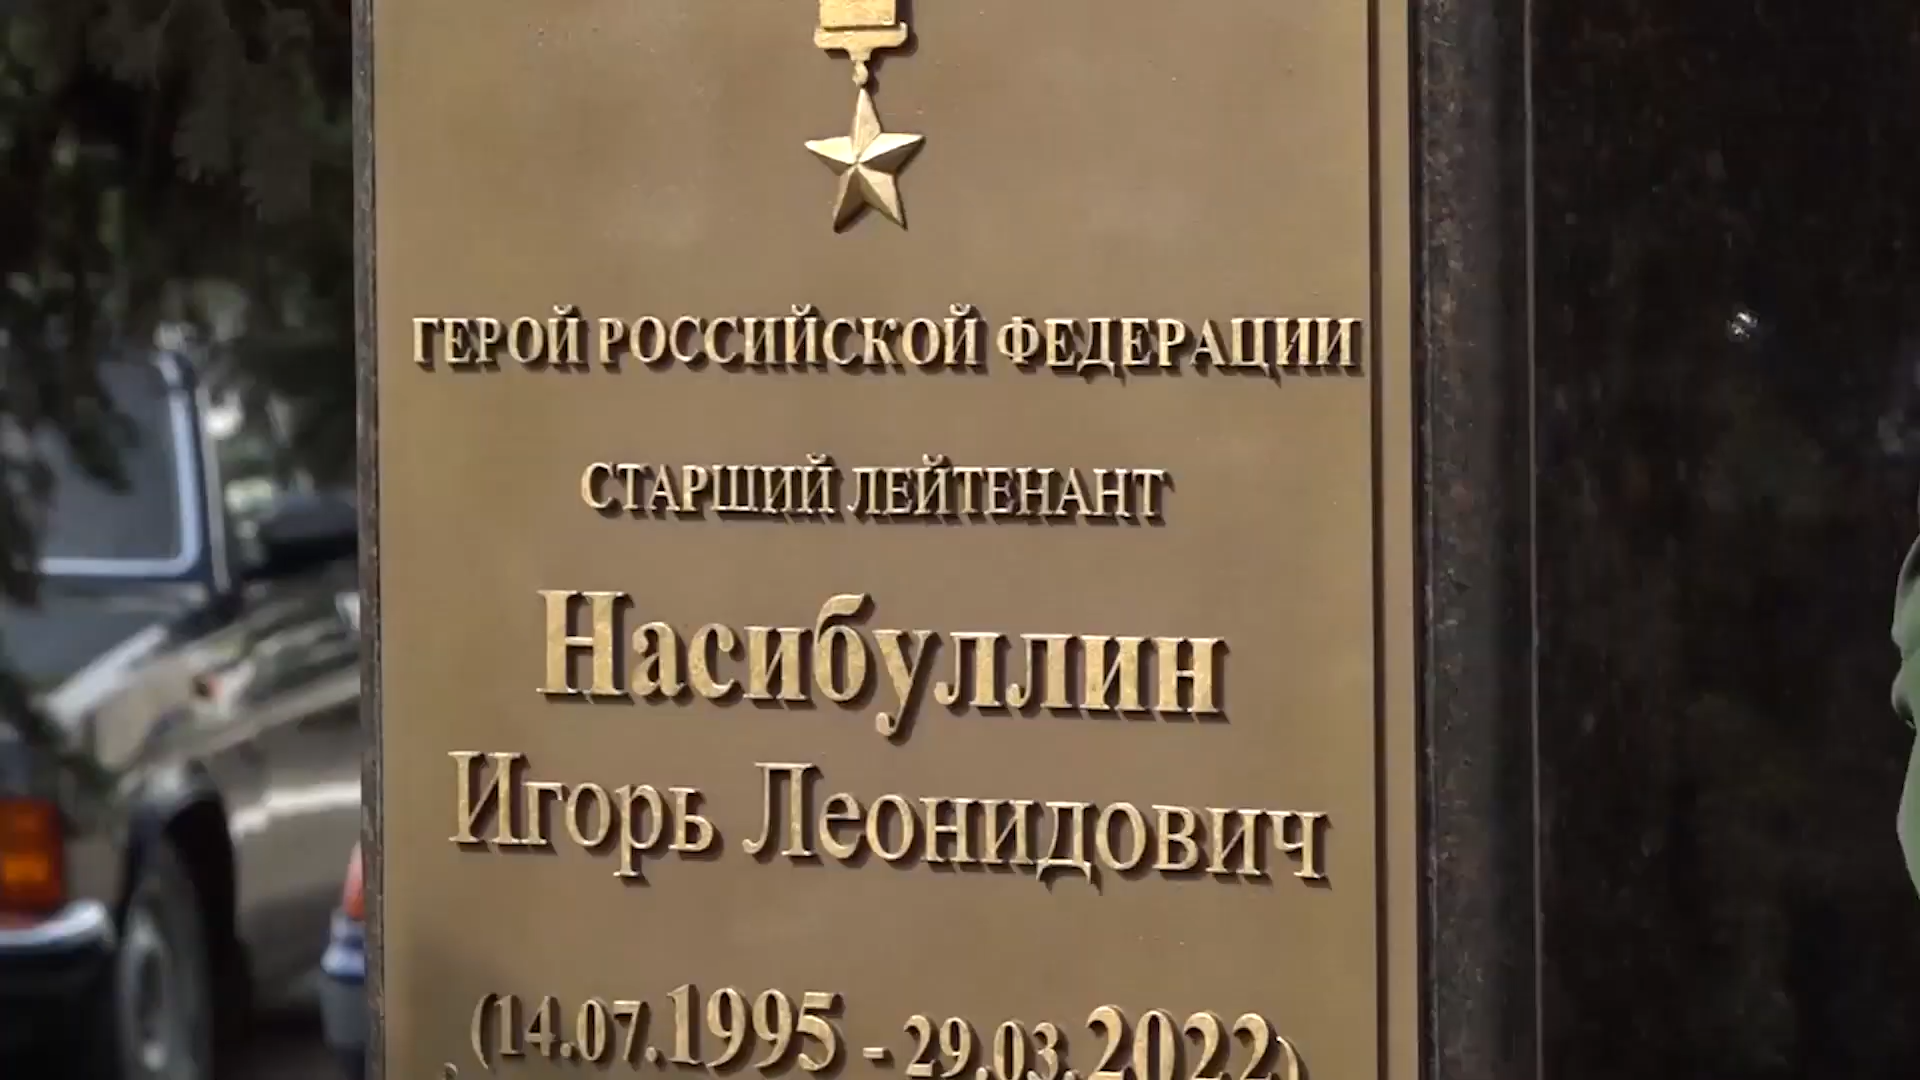 ГЕРОЙ РОССИЙСКОЙ ФЕДЕРАЦИИ
СТАРШИЙ ЛЕЙТЕНАНТ
Насибуллин
Игорь Леонидович
(14.07.1995 - 29.03.2022)